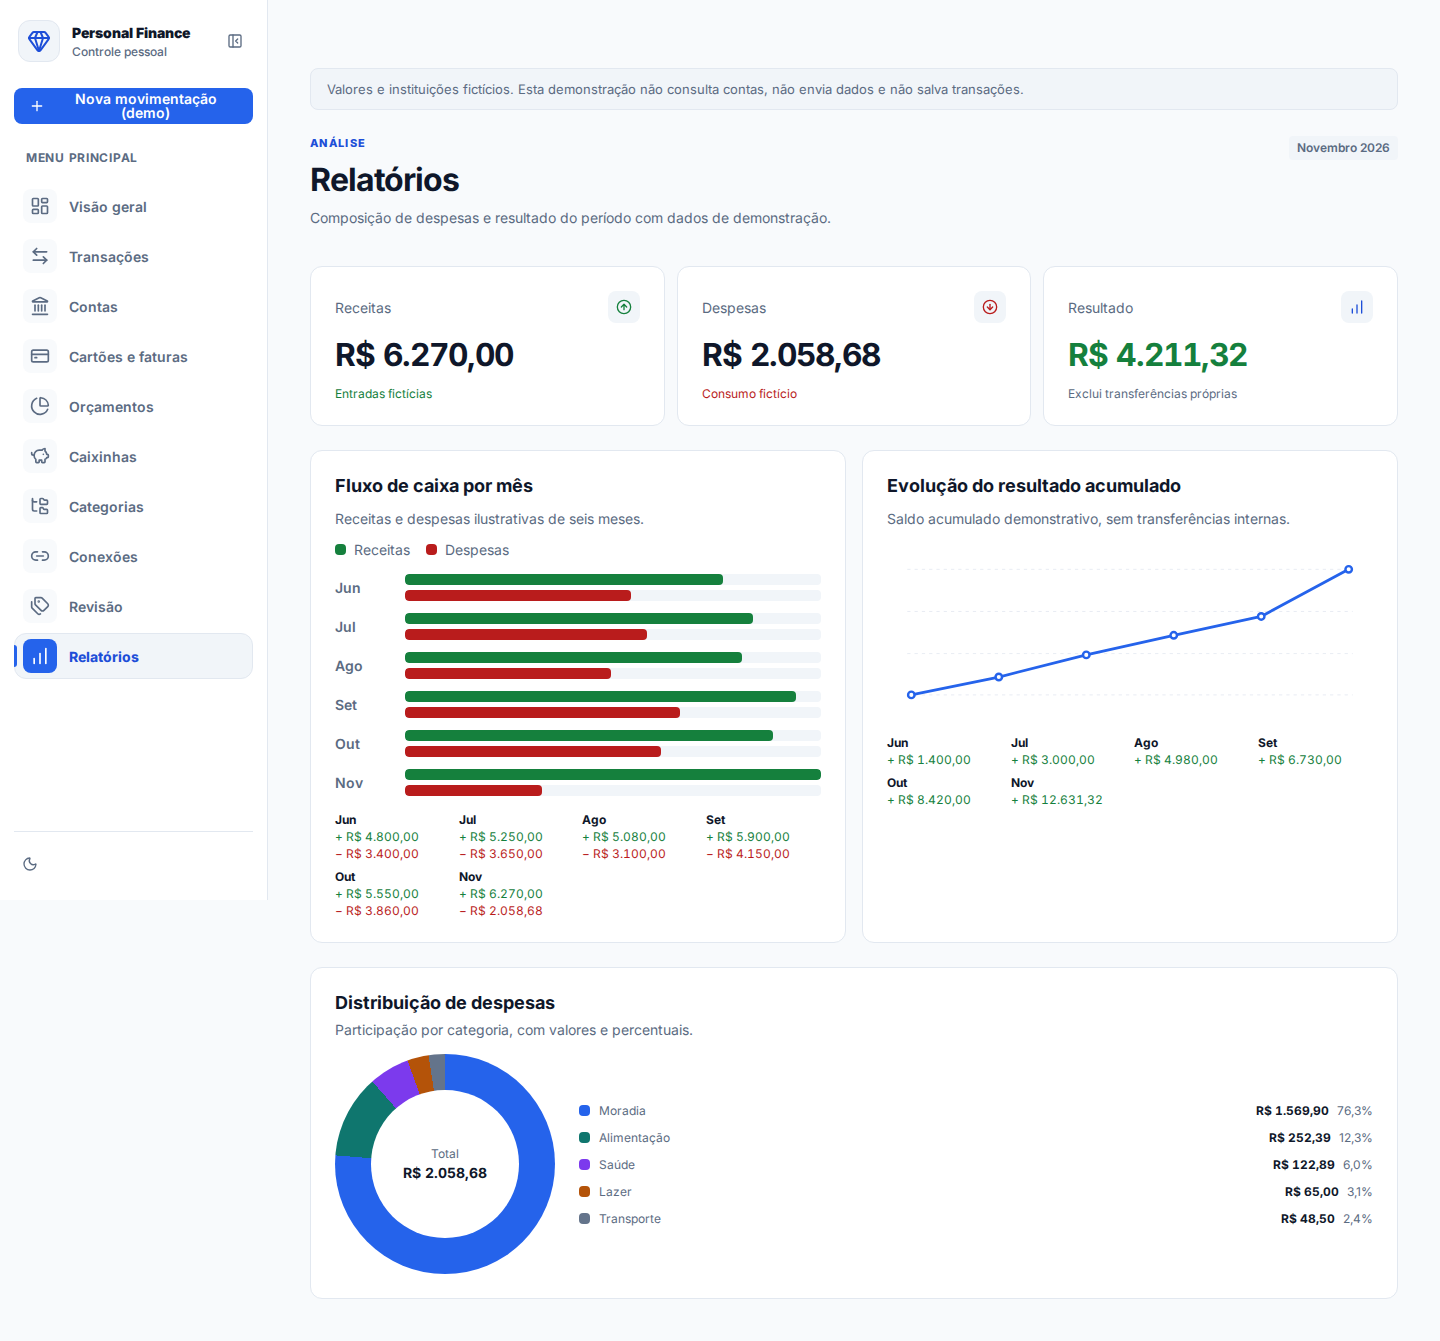 Personal Finance
Controle pessoal
Nova movimentação
(demo)
MENU PRINCIPAL
Visão geral
Transações
Contas
Cartões e faturas
Orçamentos
Caixinhas
Categorias
Conexões
Revisão
Relatórios
Valores e instituições fictícios. Esta demonstração não consulta contas, não envia dados e não salva transações.
ANÁLISE
Novembro 2026
Relatórios
Composição de despesas e resultado do período com dados de demonstração.
Receitas
R$ 6.270,00
Entradas fictícias
Despesas
R$ 2.058,68
Consumo fictício
Resultado
R$ 4.211,32
Exclui transferências próprias
Fluxo de caixa por mês
Receitas e despesas ilustrativas de seis meses.
Receitas Despesas
Jun
Jul
Ago
Set
Out
Nov
Jun Jul Ago Set
+ R$ 4.800,00 + R$ 5.250,00 + R$ 5.080,00 + R$ 5.900,00
− R$ 3.400,00 − R$ 3.650,00 − R$ 3.100,00 − R$ 4.150,00
Out Nov
+ R$ 5.550,00 + R$ 6.270,00
− R$ 3.860,00 − R$ 2.058,68
Evolução do resultado acumulado
Saldo acumulado demonstrativo, sem transferências internas.
Jun Jul Ago Set
+ R$ 1.400,00 + R$ 3.000,00 + R$ 4.980,00 + R$ 6.730,00
Out Nov
+ R$ 8.420,00 + R$ 12.631,32
Distribuição de despesas
Participação por categoria, com valores e percentuais.
Total
R$ 2.058,68
Moradia R$ 1.569,90 76,3%
Alimentação R$ 252,39 12,3%
Saúde R$ 122,89 6,0%
Lazer R$ 65,00 3,1%
Transporte R$ 48,50 2,4%